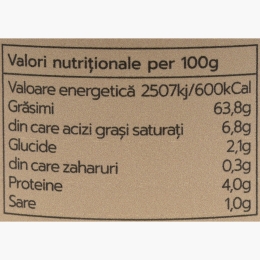 Valori nutriționale per 100g
Valoare energetică 2507kj/600kCal
Grăsimi 63,8g
din care acizi grași saturați 6,8g
Glucide 2,1g
din care zaharuri 0,3g
Proteine 4,0g
Sare 1,0g